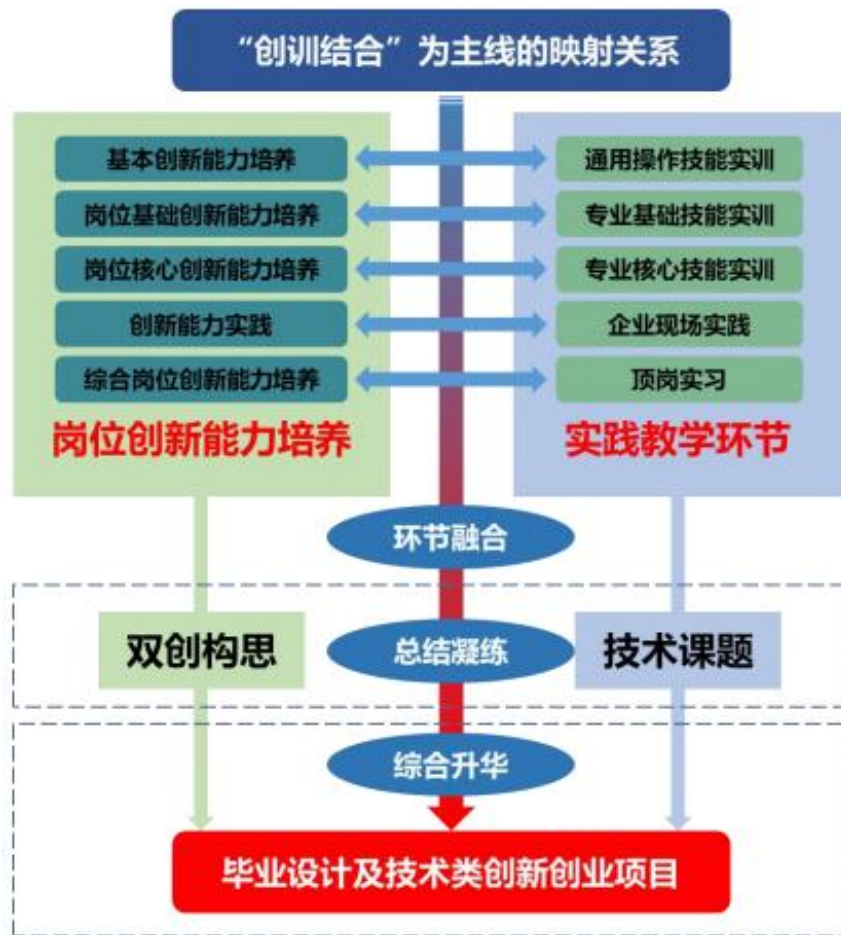 “创训结合”为主线的映射关系
基本创新能力培养
通用操作技能实训
岗位基础创新能力培养
专业基础技能实训
岗位核心创新能力培养
专业核心技能实训
创新能力实践
企业现场实践
综合岗位创新能力培养
顶岗实习
岗位创新能力培养
实践教学环节
环节融合
双创构思
总结凝练
技术课题
综合升华
毕业设计及技术类创新创业项目